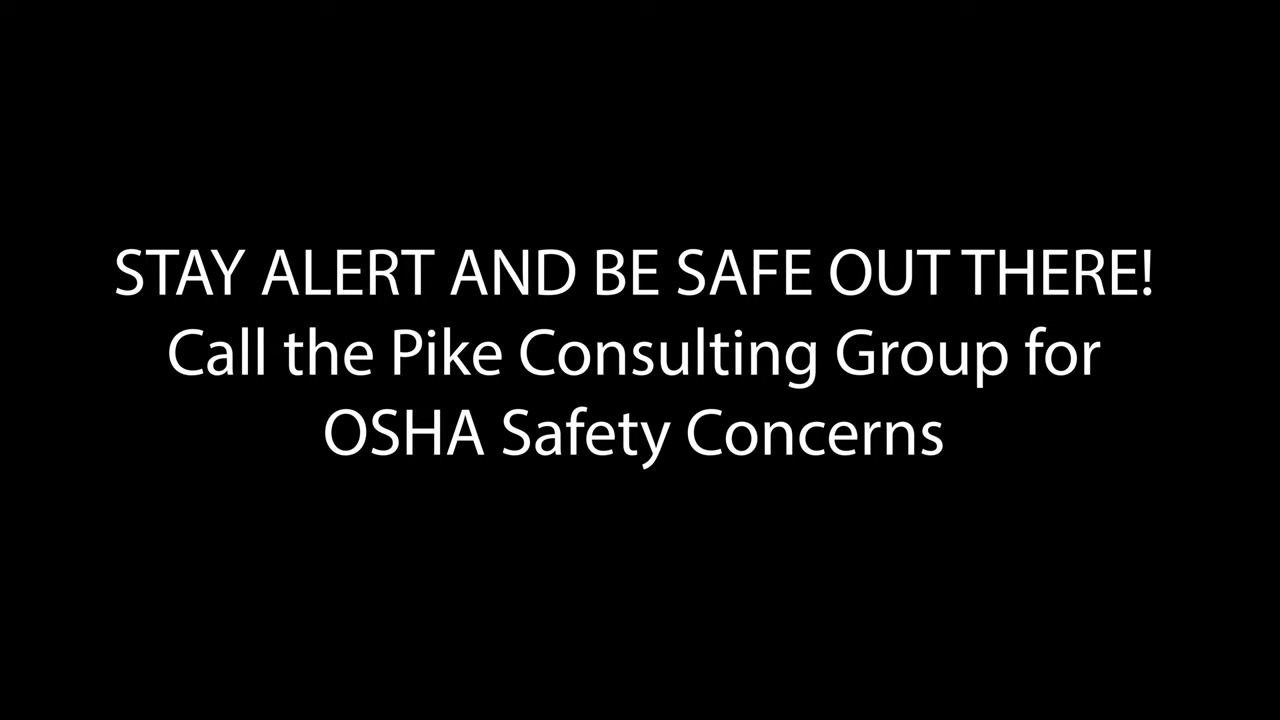 STAY ALERT AND BE SAFE OUT THERE!
Call the Pike Consulting Group for
OSHA Safety Concerns